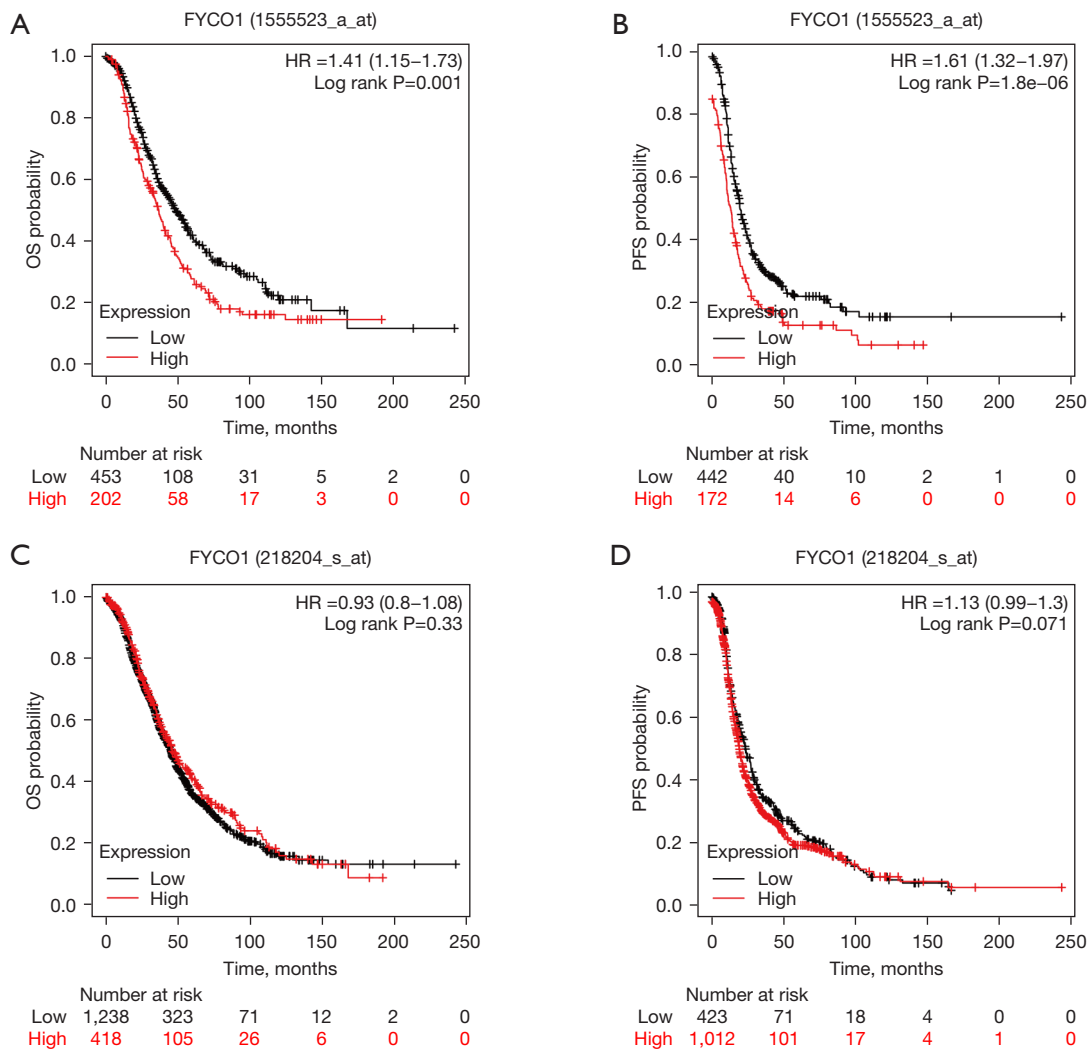 A
FYCO1 (1555523_a_at)
HR =1.41 (1.15−1.73)
Log rank P=0.001
OS probability
1.0
0.8
0.6
0.4
0.2
0.0
Expression
Low
High
0 50 100 150 200 250
Time, months
Number at risk
Low 453 108 31 5 2 0
High 202 58 17 3 0 0
B
FYCO1 (1555523_a_at)
HR =1.61 (1.32−1.97)
Log rank P=1.8e−06
PFS probability
1.0
0.8
0.6
0.4
0.2
0.0
Expression
Low
High
0 50 100 150 200 250
Time, months
Number at risk
Low 442 40 10 2 1 0
High 172 14 6 0 0 0
C
FYCO1 (218204_s_at)
HR =0.93 (0.8−1.08)
Log rank P=0.33
OS probability
1.0
0.8
0.6
0.4
0.2
0.0
Expression
Low
High
0 50 100 150 200 250
Time, months
Number at risk
Low 1,238 323 71 12 2 0
High 418 105 26 6 0 0
D
FYCO1 (218204_s_at)
HR =1.13 (0.99−1.3)
Log rank P=0.071
PFS probability
1.0
0.8
0.6
0.4
0.2
0.0
Expression
Low
High
0 50 100 150 200 250
Time, months
Number at risk
Low 423 71 18 4 0 0
High 1,012 101 17 4 1 0